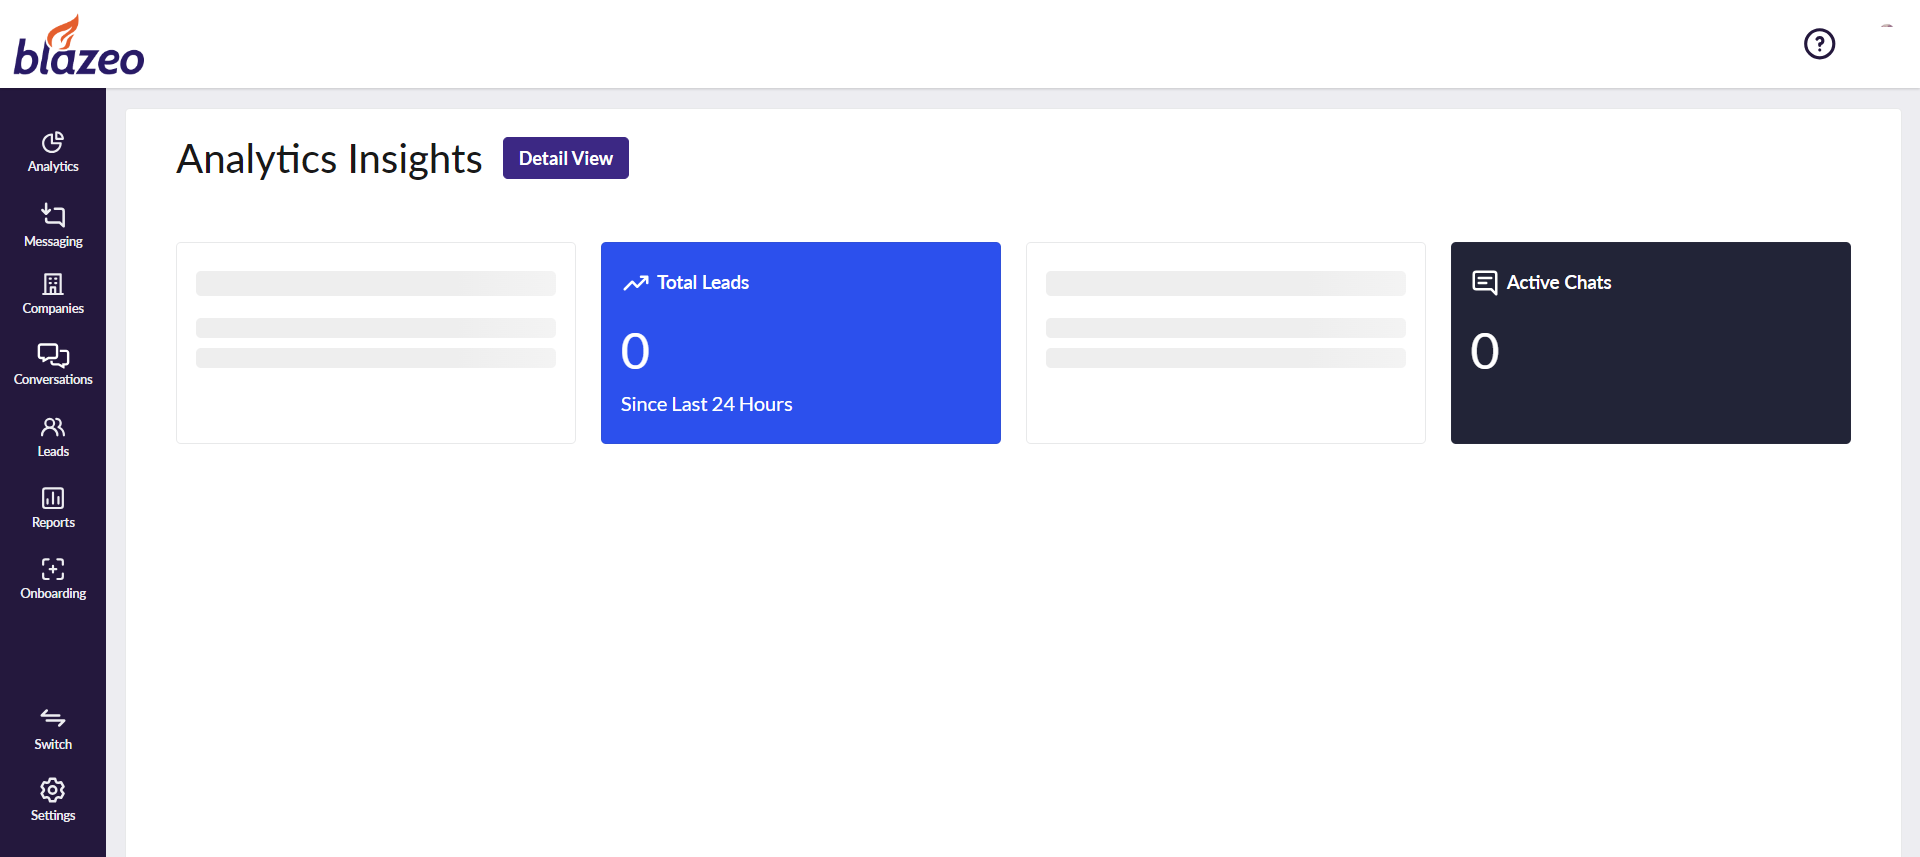 blazeo
Analytics
Messaging
Companies
Conversations
Leads
Reports
Onboarding
Switch
Settings
Analytics Insights
Detail View
Total Leads
0
Since Last 24 Hours
Active Chats
0